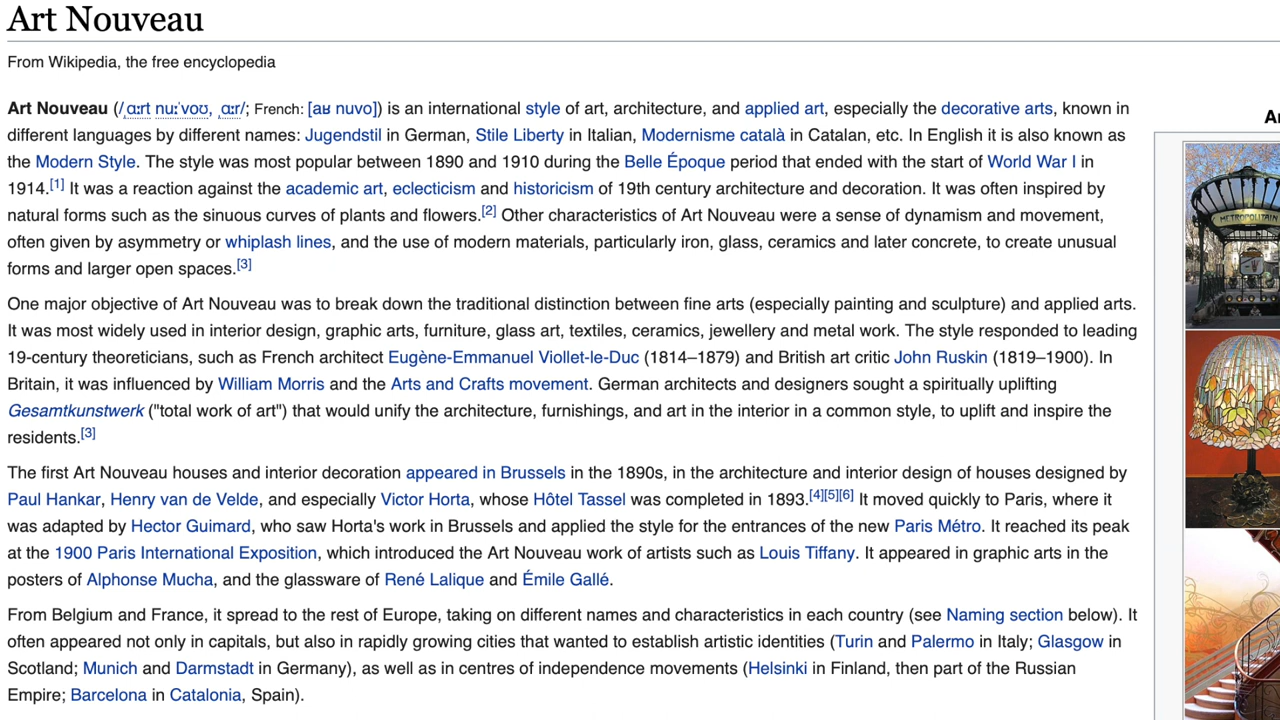 Art Nouveau
From Wikipedia, the free encyclopedia
Art Nouveau (/ˌɑːrt nuːˈvoʊ, ˌɑːr/; French: [aʁ nuvo]) is an international style of art, architecture, and applied art, especially the decorative arts, known in
different languages by different names: Jugendstil in German, Stile Liberty in Italian, Modernisme català in Catalan, etc. In English it is also known as
the Modern Style. The style was most popular between 1890 and 1910 during the Belle Époque period that ended with the start of World War I in
1914.[1] It was a reaction against the academic art, eclecticism and historicism of 19th century architecture and decoration. It was often inspired by
natural forms such as the sinuous curves of plants and flowers.[2] Other characteristics of Art Nouveau were a sense of dynamism and movement,
often given by asymmetry or whiplash lines, and the use of modern materials, particularly iron, glass, ceramics and later concrete, to create unusual
forms and larger open spaces.[3]
One major objective of Art Nouveau was to break down the traditional distinction between fine arts (especially painting and sculpture) and applied arts.
It was most widely used in interior design, graphic arts, furniture, glass art, textiles, ceramics, jewellery and metal work. The style responded to leading
19-century theoreticians, such as French architect Eugène-Emmanuel Viollet-le-Duc (1814–1879) and British art critic John Ruskin (1819–1900). In
Britain, it was influenced by William Morris and the Arts and Crafts movement. German architects and designers sought a spiritually uplifting
Gesamtkunstwerk ("total work of art") that would unify the architecture, furnishings, and art in the interior in a common style, to uplift and inspire the
residents.[3]
The first Art Nouveau houses and interior decoration appeared in Brussels in the 1890s, in the architecture and interior design of houses designed by
Paul Hankar, Henry van de Velde, and especially Victor Horta, whose Hôtel Tassel was completed in 1893.[4][5][6] It moved quickly to Paris, where it
was adapted by Hector Guimard, who saw Horta's work in Brussels and applied the style for the entrances of the new Paris Métro. It reached its peak
at the 1900 Paris International Exposition, which introduced the Art Nouveau work of artists such as Louis Tiffany. It appeared in graphic arts in the
posters of Alphonse Mucha, and the glassware of René Lalique and Émile Gallé.
From Belgium and France, it spread to the rest of Europe, taking on different names and characteristics in each country (see Naming section below). It
often appeared not only in capitals, but also in rapidly growing cities that wanted to establish artistic identities (Turin and Palermo in Italy; Glasgow in
Scotland; Munich and Darmstadt in Germany), as well as in centres of independence movements (Helsinki in Finland, then part of the Russian
Empire; Barcelona in Catalonia, Spain).
Ar
METROPOLITAIN